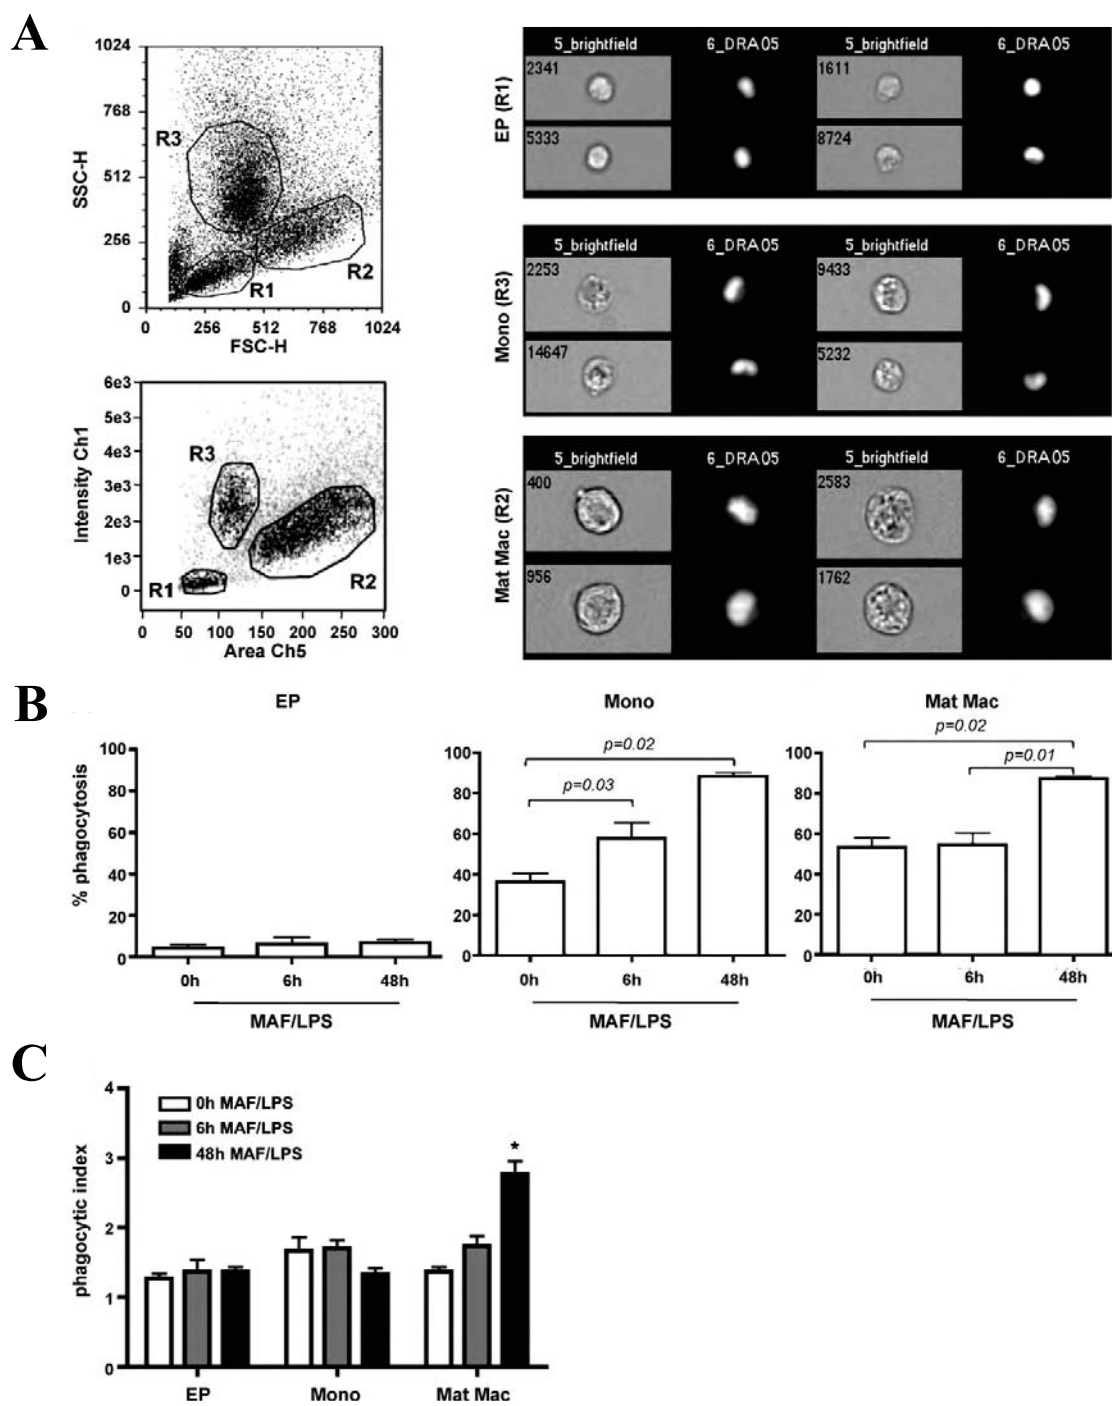 A
1024
768
512
256
0
SSC-H
R3
R1
R2
0 256 512 768 1024
FSC-H
6e3
5e3
4e3
3e3
2e3
1e3
0
Intensity Ch1
R3
R1
R2
0 50 100 150 200 250 300
Area Ch5
EP (R1)
5_brightfield 6_DRA05 5_brightfield 6_DRA05
2341 1611
5333 8724
Mono (R3)
5_brightfield 6_DRA05 5_brightfield 6_DRA05
2253 9433
14647 5232
Mat Mac (R2)
5_brightfield 6_DRA05 5_brightfield 6_DRA05
400 2583
956 1762
B
EP
% phagocytosis
100
80
60
40
20
0
0h 6h 48h
MAF/LPS
Mono
p=0.02
p=0.03
100
80
60
40
20
0
0h 6h 48h
MAF/LPS
Mat Mac
p=0.02
p=0.01
100
80
60
40
20
0
0h 6h 48h
MAF/LPS
C
phagocytic index
4
3
2
1
0
0h MAF/LPS
6h MAF/LPS
48h MAF/LPS
*
EP Mono Mat Mac